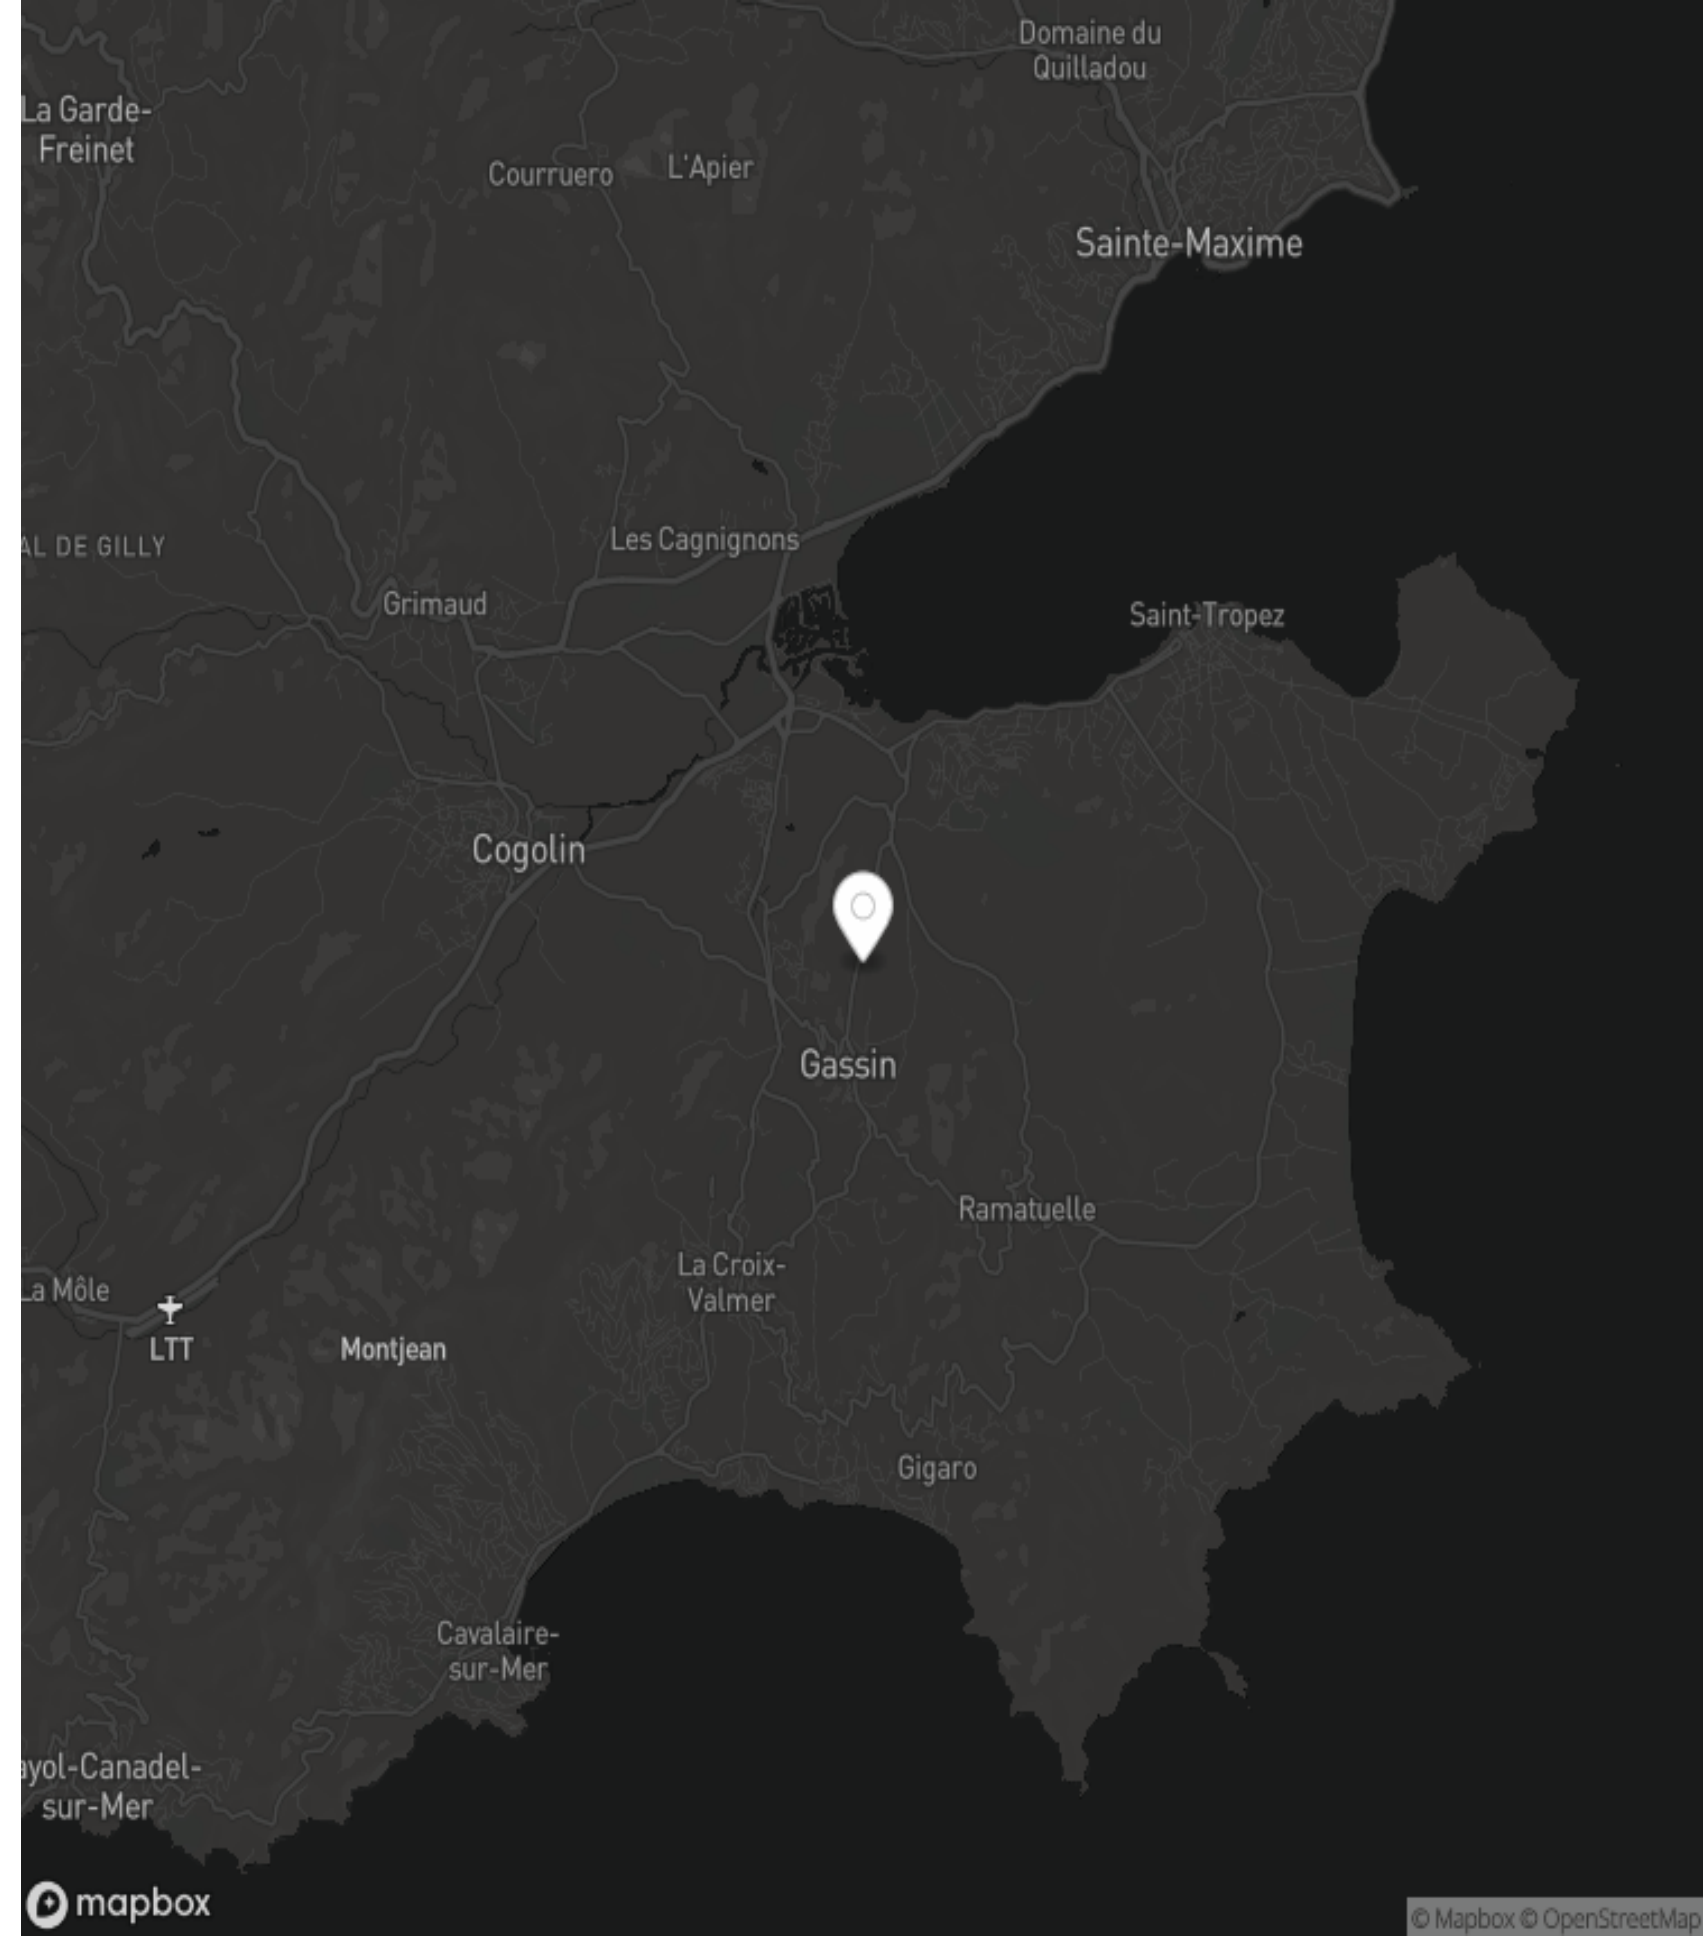 Domaine du
Quilladou
La Garde-
Freinet
Courruero
L'Apier
Sainte-Maxime
Les Cagnignons
AL DE GILLY
Grimaud
Saint-Tropez
Cogolin
Gassin
Ramatuelle
La Croix-
Valmer
La Môle
LTT
Montjean
Gigaro
Cavalaire-
sur-Mer
ayol-Canadel-
sur-Mer
mapbox
© Mapbox © OpenStreetMap